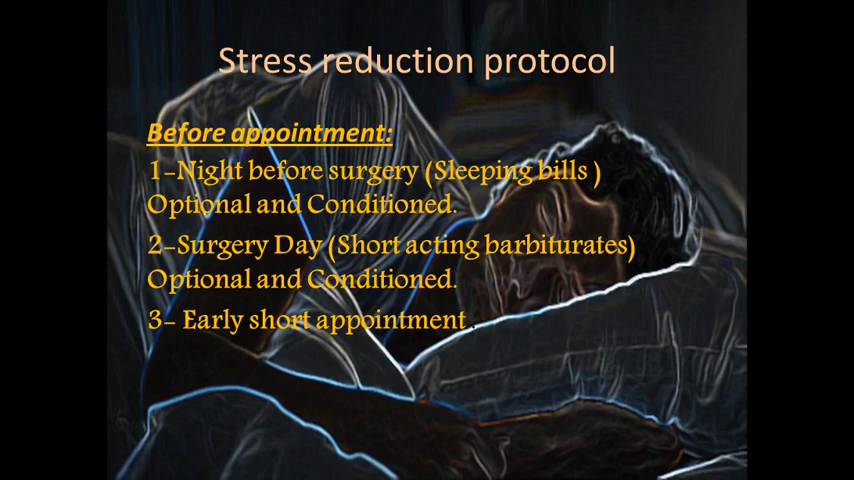 Stress reduction protocol
Before appointment:
1-Night before surgery (Sleeping bills )
Optional and Conditioned.
2-Surgery Day (Short acting barbiturates)
Optional and Conditioned.
3- Early short appointment .